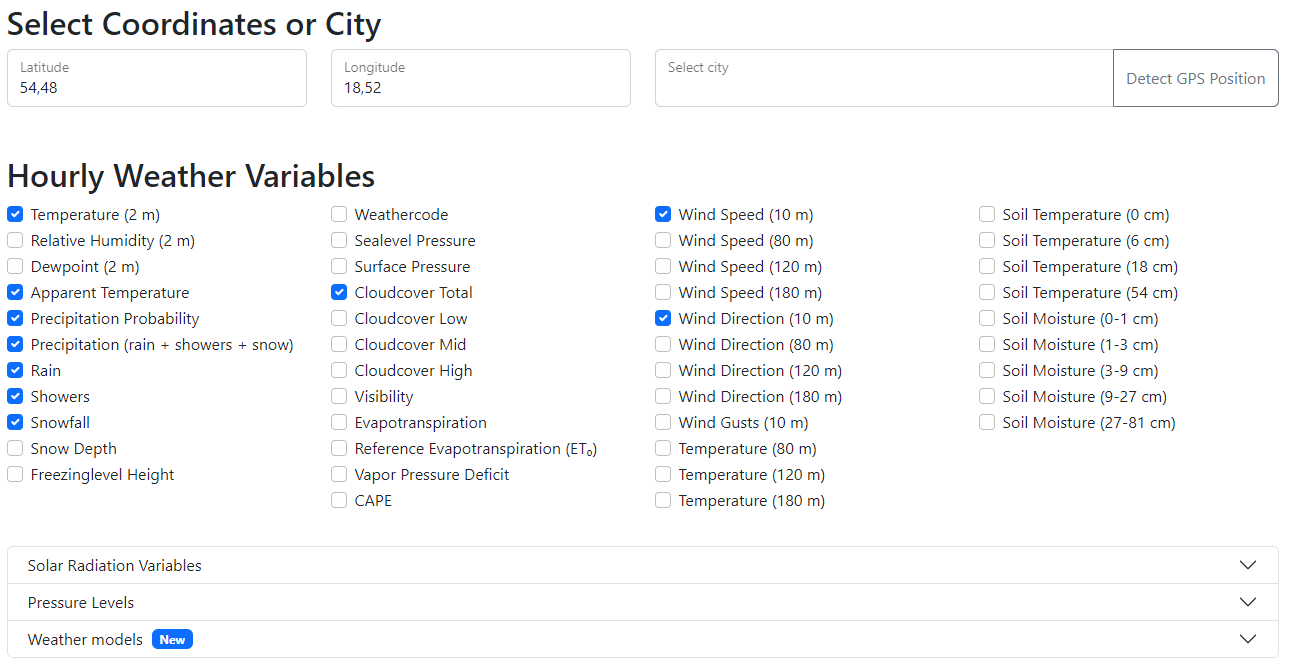 Select Coordinates or City
Latitude
54,48
Longitude
18,52
Select city
Detect GPS Position
Hourly Weather Variables
Temperature (2 m)
Relative Humidity (2 m)
Dewpoint (2 m)
Apparent Temperature
Precipitation Probability
Precipitation (rain + showers + snow)
Rain
Showers
Snowfall
Snow Depth
Freezinglevel Height
Weathercode
Sealevel Pressure
Surface Pressure
Cloudcover Total
Cloudcover Low
Cloudcover Mid
Cloudcover High
Visibility
Evapotranspiration
Reference Evapotranspiration (ET₀)
Vapor Pressure Deficit
CAPE
Wind Speed (10 m)
Wind Speed (80 m)
Wind Speed (120 m)
Wind Speed (180 m)
Wind Direction (10 m)
Wind Direction (80 m)
Wind Direction (120 m)
Wind Direction (180 m)
Wind Gusts (10 m)
Temperature (80 m)
Temperature (120 m)
Temperature (180 m)
Soil Temperature (0 cm)
Soil Temperature (6 cm)
Soil Temperature (18 cm)
Soil Temperature (54 cm)
Soil Moisture (0-1 cm)
Soil Moisture (1-3 cm)
Soil Moisture (3-9 cm)
Soil Moisture (9-27 cm)
Soil Moisture (27-81 cm)
Solar Radiation Variables
Pressure Levels
Weather models New